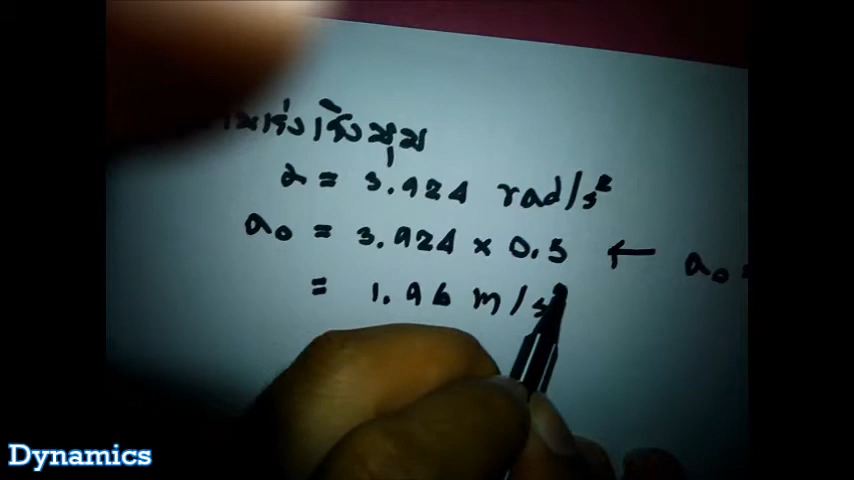 เร่งเชิงมุม
α = 3.924 rad/s²
a₀ = 3.924 × 0.5 ← a₀
= 1.96 m/s
Dynamics